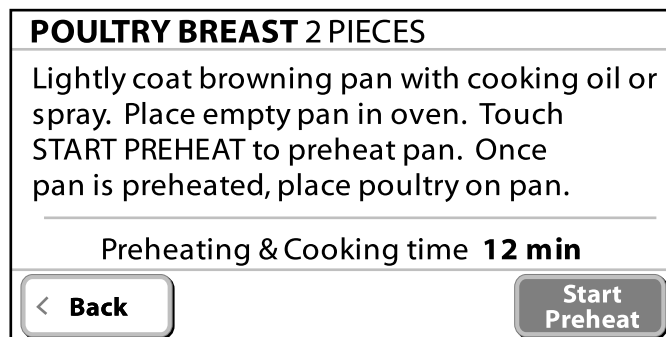 POULTRY BREAST 2 PIECES
Lightly coat browning pan with cooking oil or
spray. Place empty pan in oven. Touch
START PREHEAT to preheat pan. Once
pan is preheated, place poultry on pan.
Preheating & Cooking time 12 min
< Back
Start
Preheat